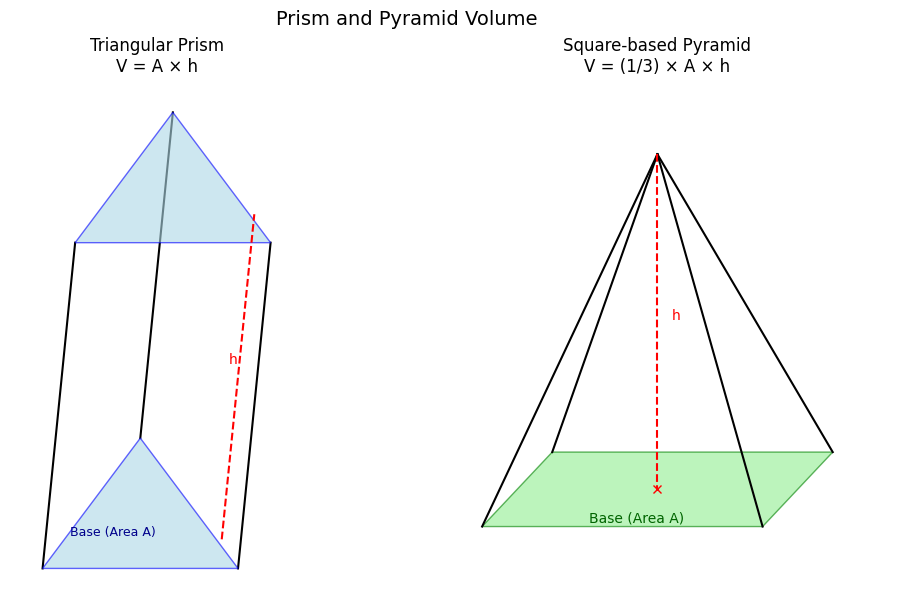 Prism and Pyramid Volume
Triangular Prism
V = A × h
h
Base (Area A)
Square-based Pyramid
V = (1/3) × A × h
h
Base (Area A)